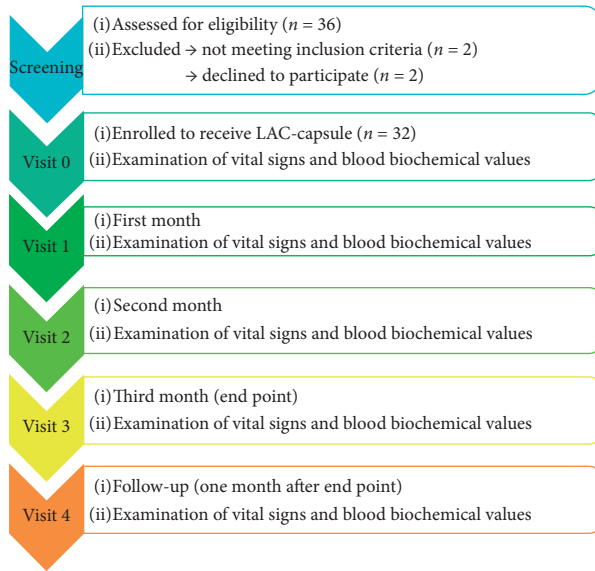 Screening
(i) Assessed for eligibility (n = 36)
(ii) Excluded → not meeting inclusion criteria (n = 2)
→ declined to participate (n = 2)
Visit 0
(i) Enrolled to receive LAC-capsule (n = 32)
(ii) Examination of vital signs and blood biochemical values
Visit 1
(i) First month
(ii) Examination of vital signs and blood biochemical values
Visit 2
(i) Second month
(ii) Examination of vital signs and blood biochemical values
Visit 3
(i) Third month (end point)
(ii) Examination of vital signs and blood biochemical values
Visit 4
(i) Follow-up (one month after end point)
(ii) Examination of vital signs and blood biochemical values